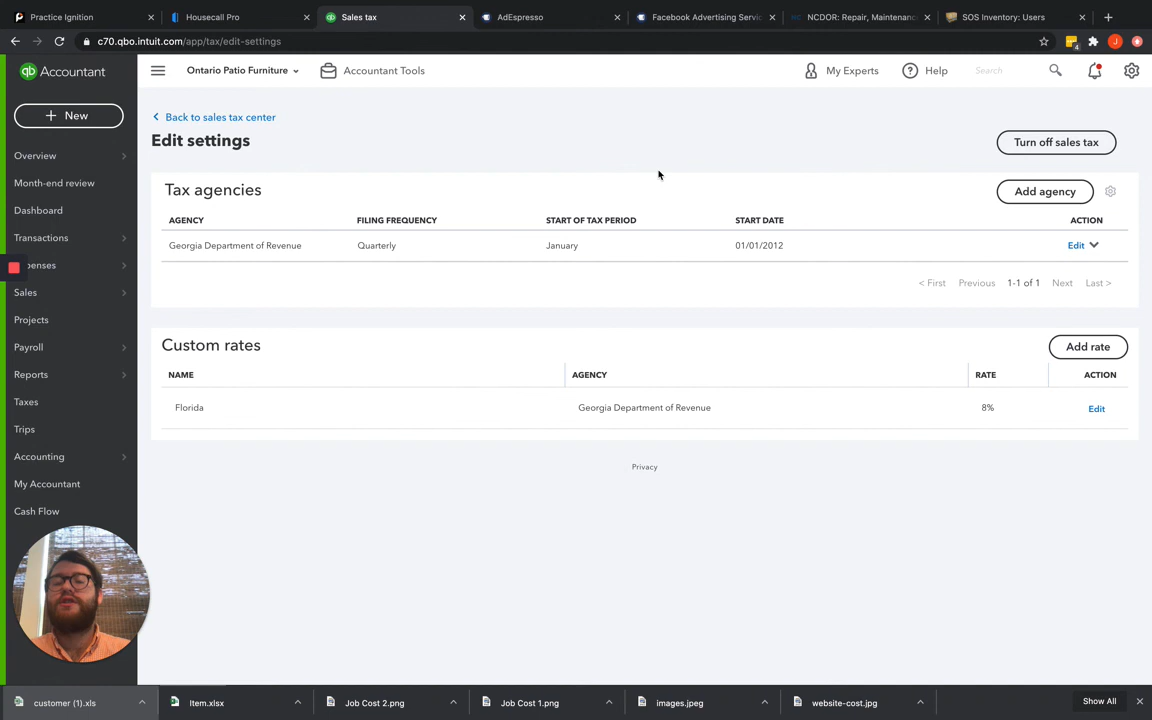 Practice Ignition
Housecall Pro
Sales tax
AdEspresso
Facebook Advertising Servic
NCDOR: Repair, Maintenance
SOS Inventory: Users
c70.qbo.intuit.com/app/tax/edit-settings
4
J
qb Accountant
Ontario Patio Furniture
Accountant Tools
My Experts
Help
Search
New
Overview
Month-end review
Dashboard
Transactions
penses
Sales
Projects
Payroll
Reports
Taxes
Trips
Accounting
My Accountant
Cash Flow
Back to sales tax center
Edit settings
Turn off sales tax
Tax agencies
Add agency
AGENCY FILING FREQUENCY START OF TAX PERIOD START DATE ACTION
Georgia Department of Revenue Quarterly January 01/01/2012 Edit
< First Previous 1-1 of 1 Next Last >
Custom rates
Add rate
NAME AGENCY RATE ACTION
Florida Georgia Department of Revenue 8% Edit
Privacy
customer (1).xls
Item.xlsx
Job Cost 2.png
Job Cost 1.png
images.jpeg
website-cost.jpg
Show All